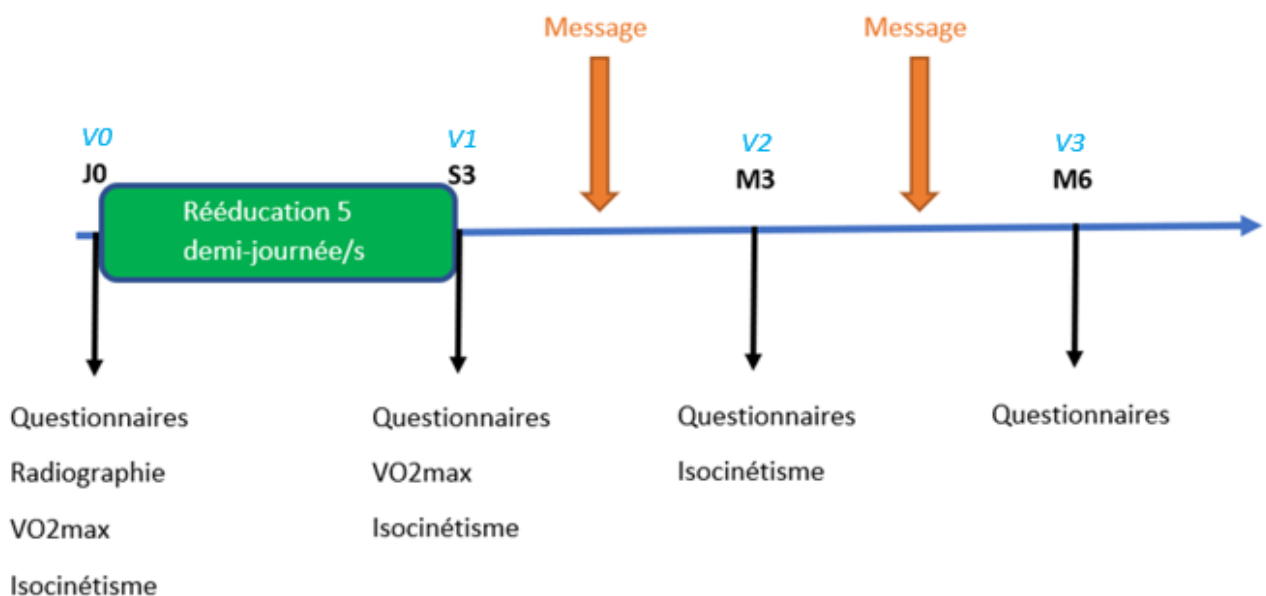 Message
Message
V0
V1
V2
V3
J0
S3
M3
M6
Rééducation 5
demi-journée/s
Questionnaires
Radiographie
VO2max
Isocinétisme
Questionnaires
VO2max
Isocinétisme
Questionnaires
Isocinétisme
Questionnaires